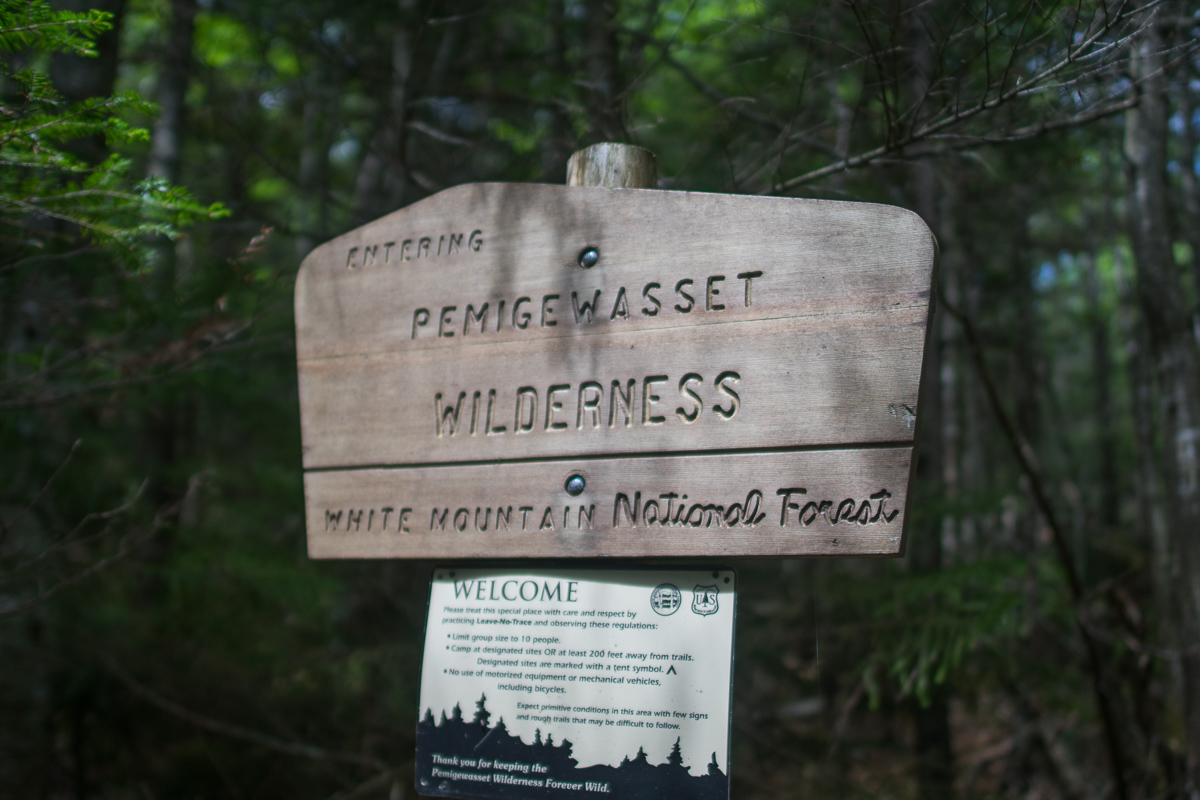 ENTERING
PEMIGEWASSET
WILDERNESS
WHITE MOUNTAIN National Forest
WELCOME
Please treat this special place with care and respect by
practicing Leave-No-Trace and observing these regulations:
• Limit group size to 10 people.
• Camp at designated sites OR at least 200 feet away from trails.
Designated sites are marked with a tent symbol.
• No use of motorized equipment or mechanical vehicles,
including bicycles.
Expect primitive conditions in this area with few signs
and rough trails that may be difficult to follow.
Thank you for keeping the
Pemigewasset Wilderness Forever Wild.
U S